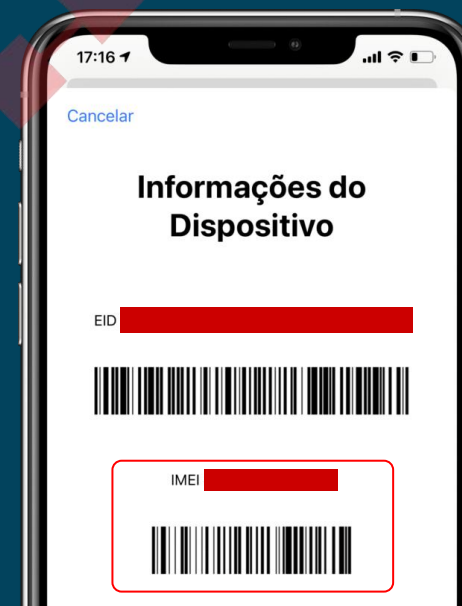 17:16
Cancelar
Informações do
Dispositivo
EID
IMEI